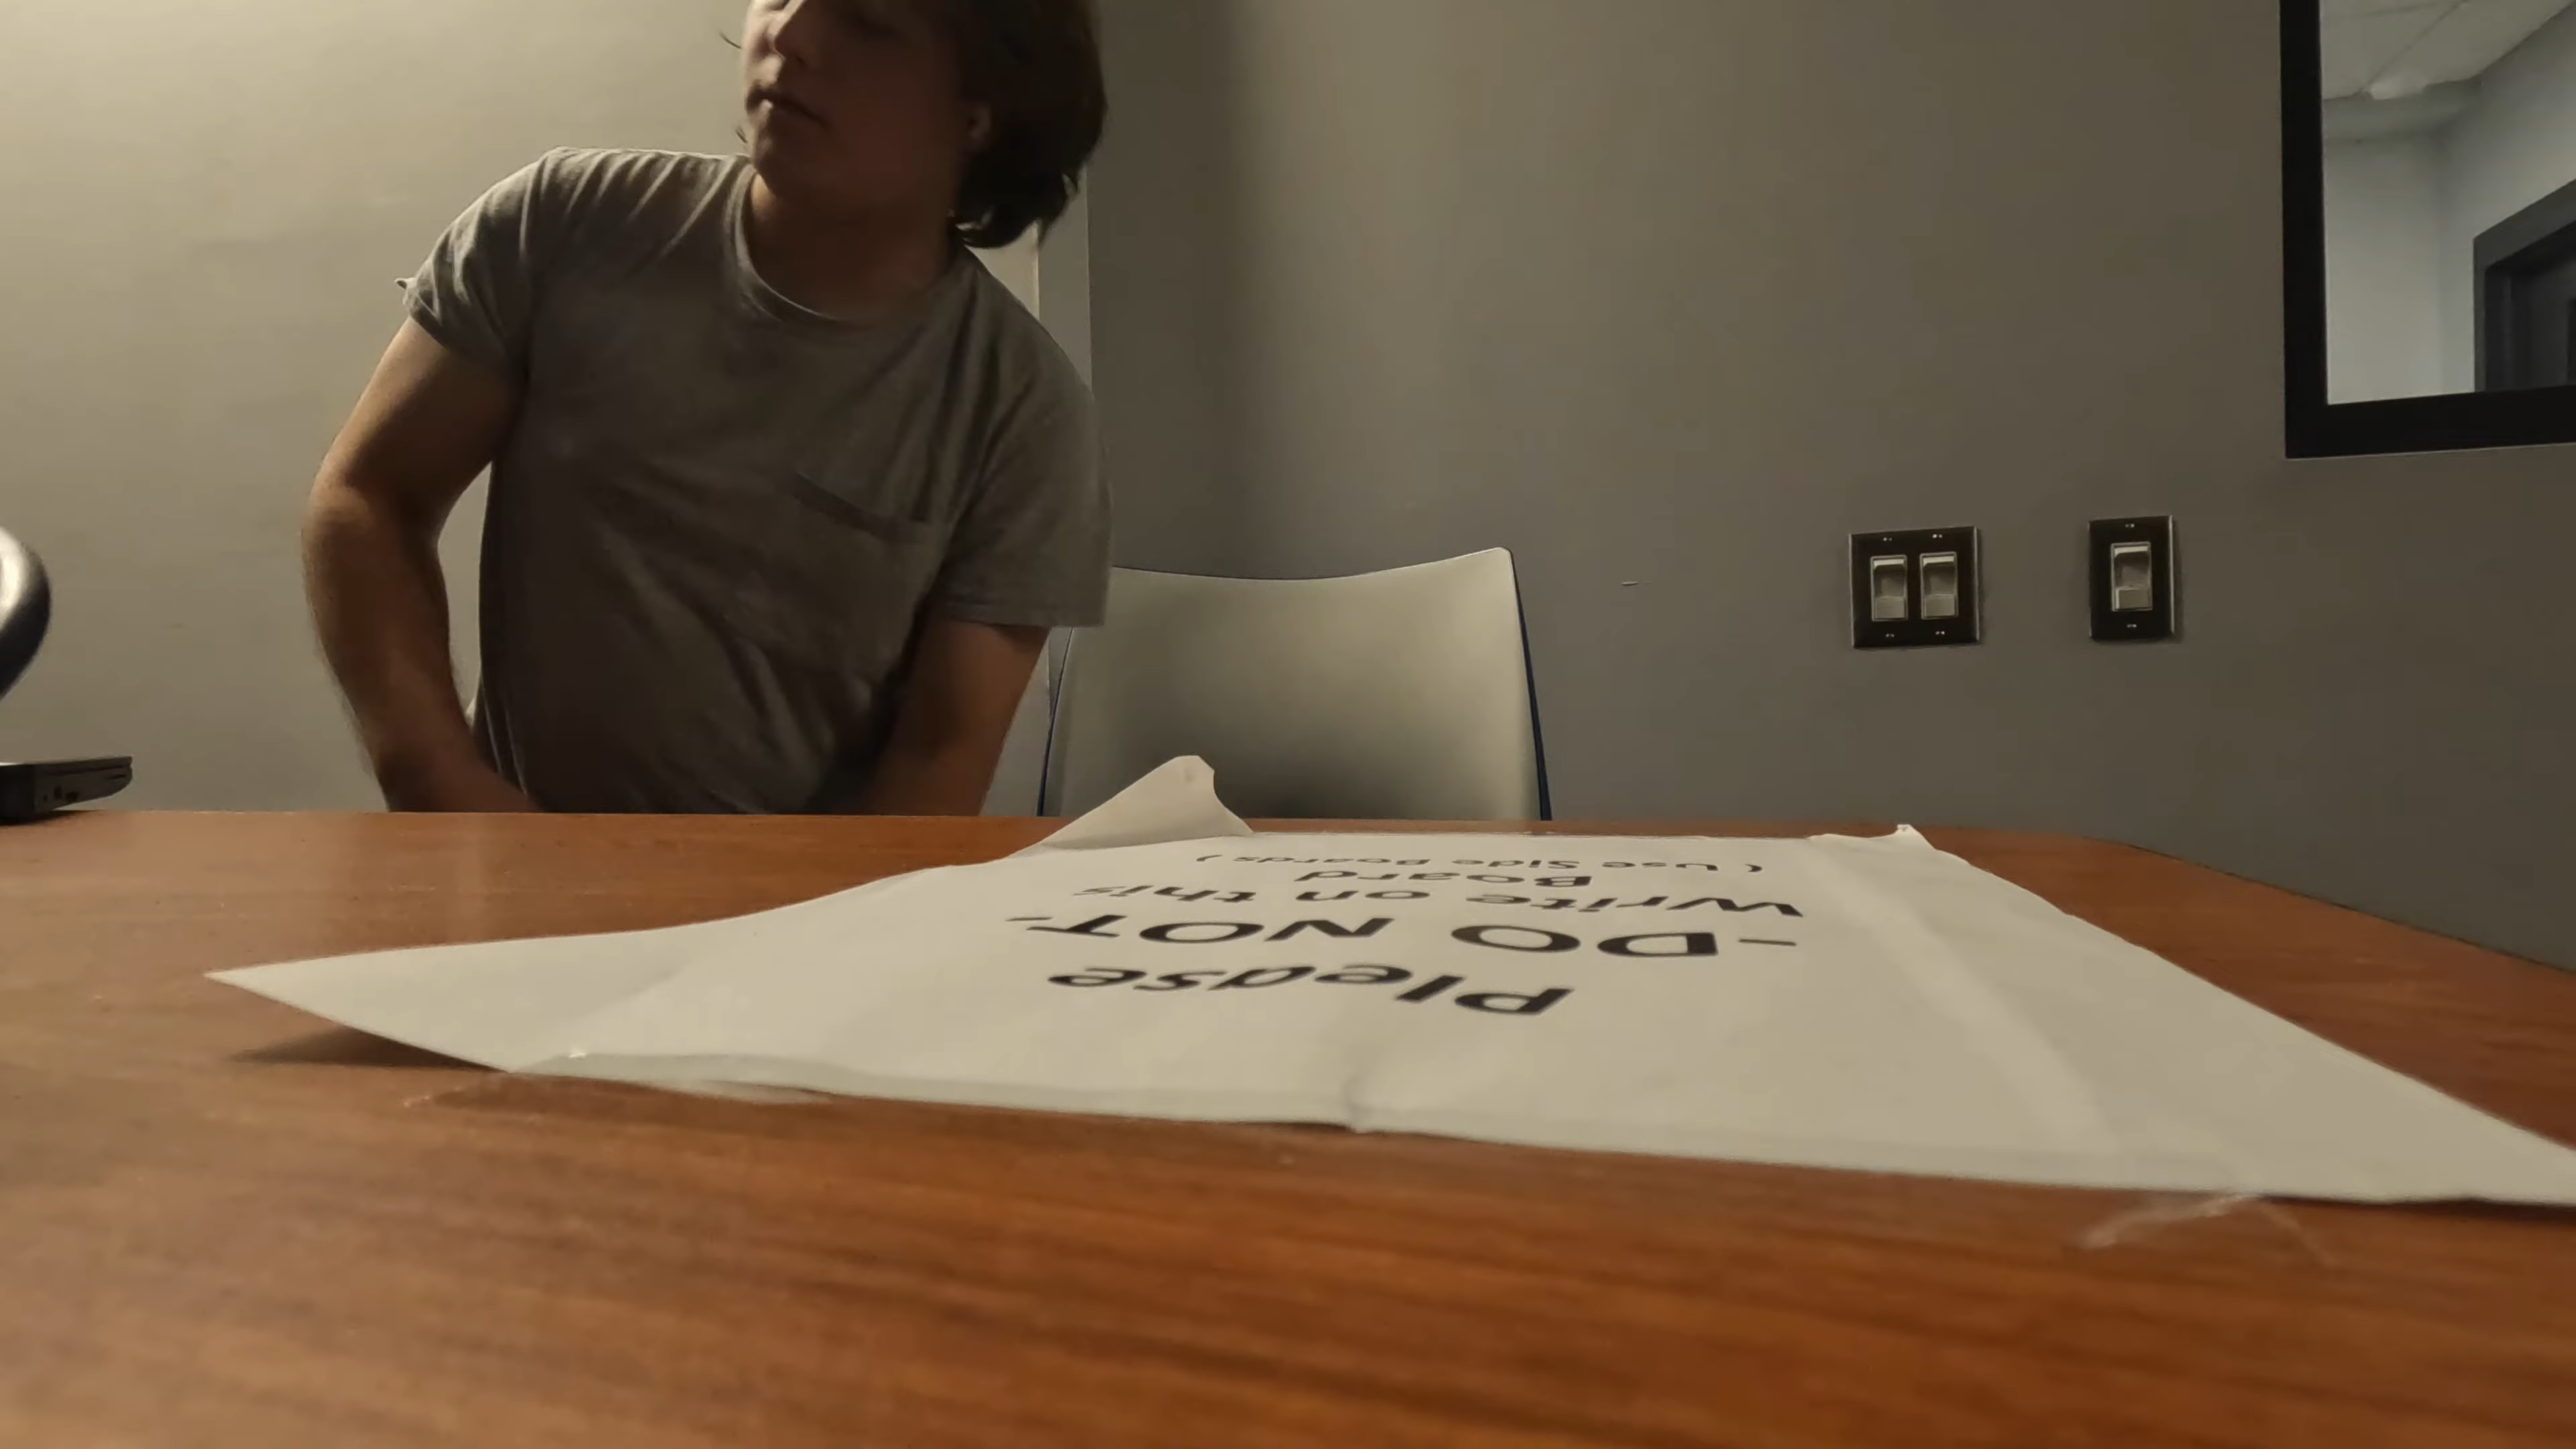 Please
-DO NOT-
Write on this
Board
( Use Side Boards )